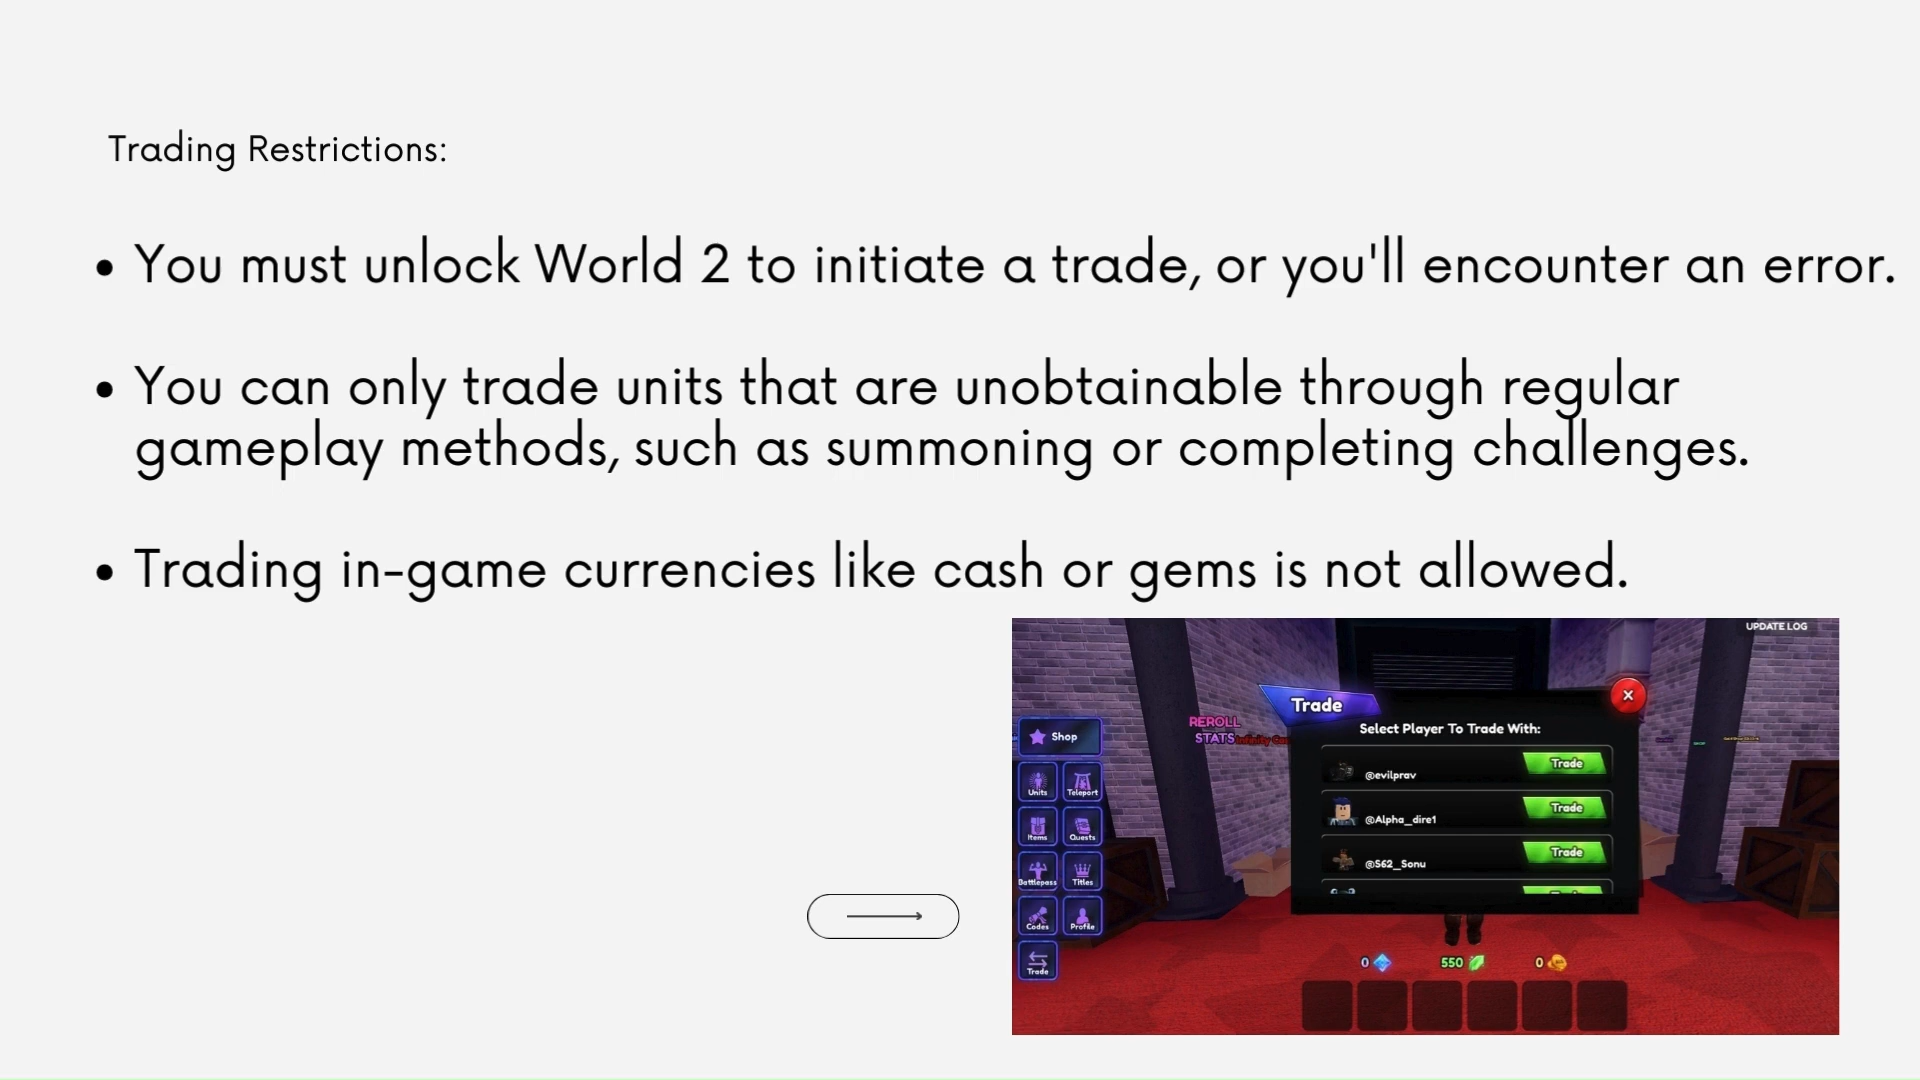 Trading Restrictions:
• You must unlock World 2 to initiate a trade, or you'll encounter an error.
• You can only trade units that are unobtainable through regular
gameplay methods, such as summoning or completing challenges.
• Trading in-game currencies like cash or gems is not allowed.
UPDATE LOG
Trade
Select Player To Trade With:
REROLL
STATS
Shop
@evilprav Trade
@Alpha_dire1 Trade
@S62_Sonu Trade
Units Teleport
Items Quests
Battlepass Titles
Codes Profile
Trade
0 550 0